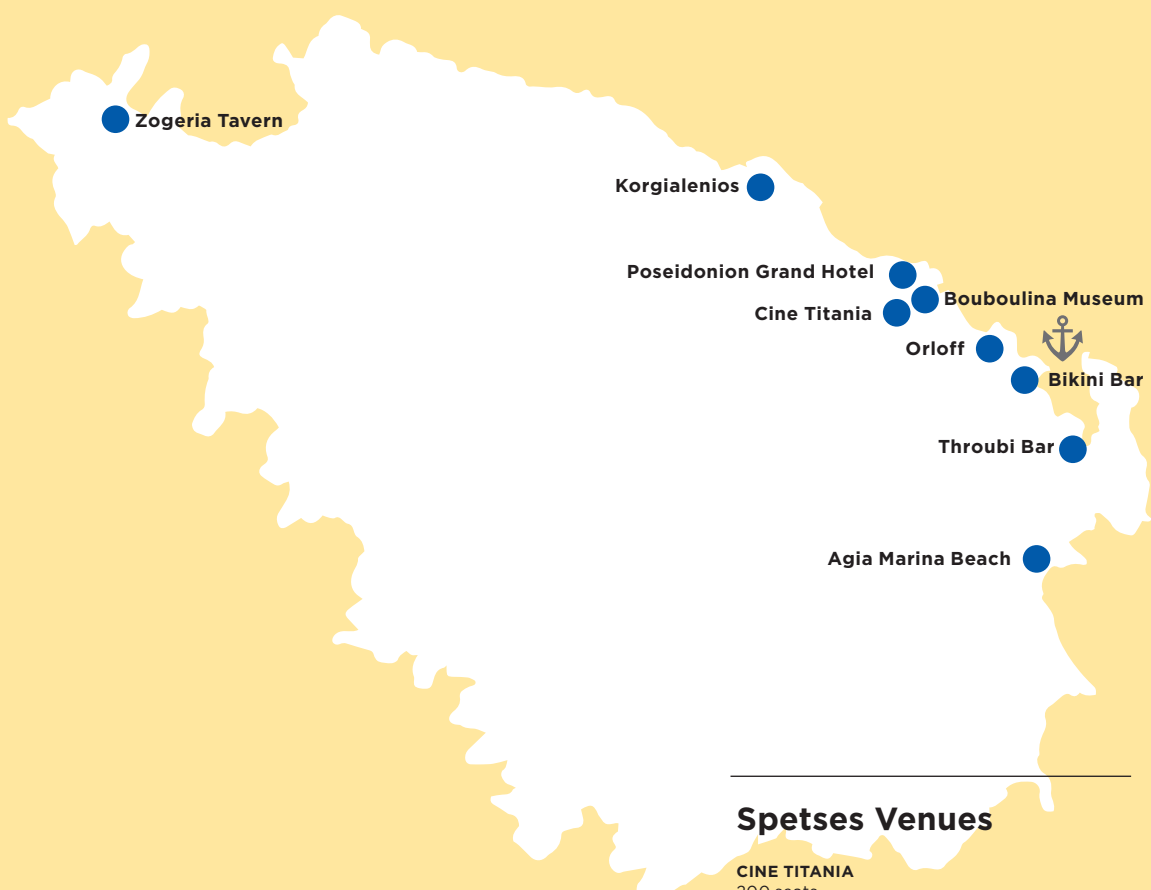 Zogeria Tavern
Korgialenios
Poseidonion Grand Hotel
Bouboulina Museum
Cine Titania
Orloff
Bikini Bar
Throubi Bar
Agia Marina Beach
Spetses Venues
CINE TITANIA